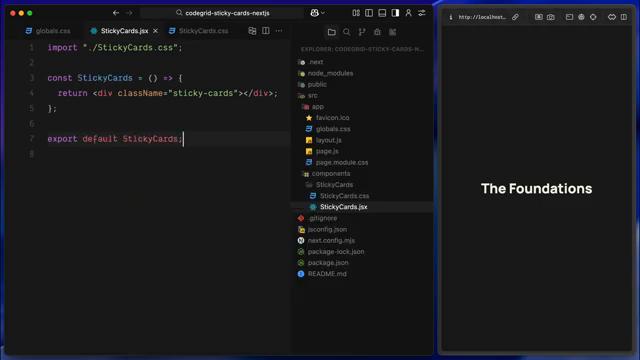 codegrid-sticky-cards-nextjs
globals.css
StickyCards.jsx
StickyCards.css
1 import "./StickyCards.css";
2
3 const StickyCards = () => {
4 return <div className="sticky-cards"></div>;
5 };
6
7 export default StickyCards;
8
EXPLORER: CODEGRID-STICKY-CARDS-N...
.next
node_modules
public
src
app
favicon.ico
globals.css
layout.js
page.js
page.module.css
components
StickyCards
StickyCards.css
StickyCards.jsx
.gitignore
jsconfig.json
next.config.mjs
package-lock.json
package.json
README.md
http://localhost...
The Foundations